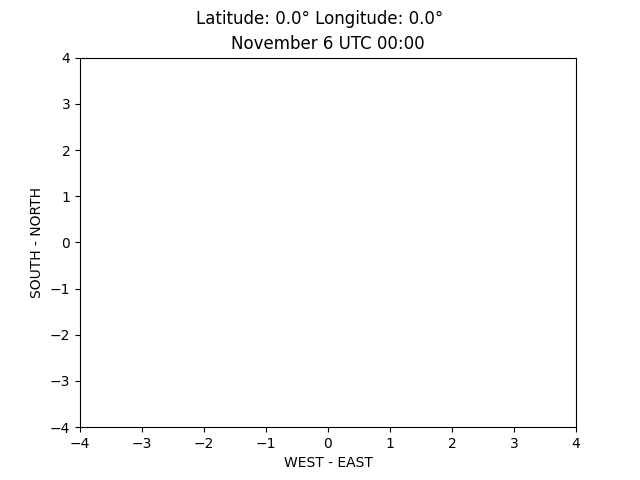 Latitude: 0.0° Longitude: 0.0°
November 6 UTC 00:00
4
3
2
1
0
−1
−2
−3
−4
SOUTH - NORTH
−4 −3 −2 −1 0 1 2 3 4
WEST - EAST